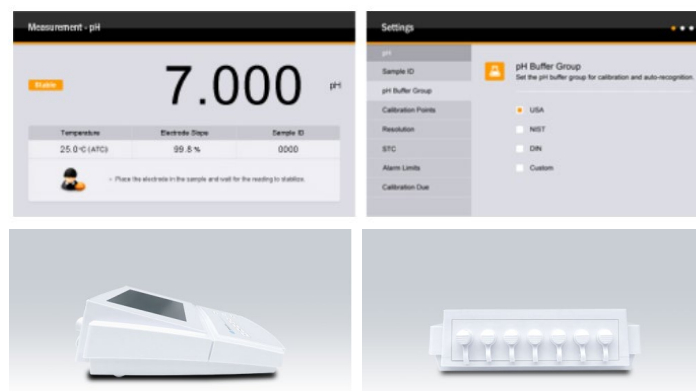 Measurement - pH
Stable
7.000 pH
Temperature Electrode Slope Sample ID
25.0 °C (ATC) 99.8 % 0000
Place the electrode in the sample and wait for the reading to stabilize.
Settings
pH
Sample ID
pH Buffer Group
Calibration Points
Resolution
STC
Alarm Limits
Calibration Due
pH Buffer Group
Set the pH buffer group for calibration and auto-recognition
USA
NIST
DIN
Custom